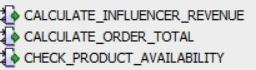 CALCULATE_INFLUENCER_REVENUE
CALCULATE_ORDER_TOTAL
CHECK_PRODUCT_AVAILABILITY